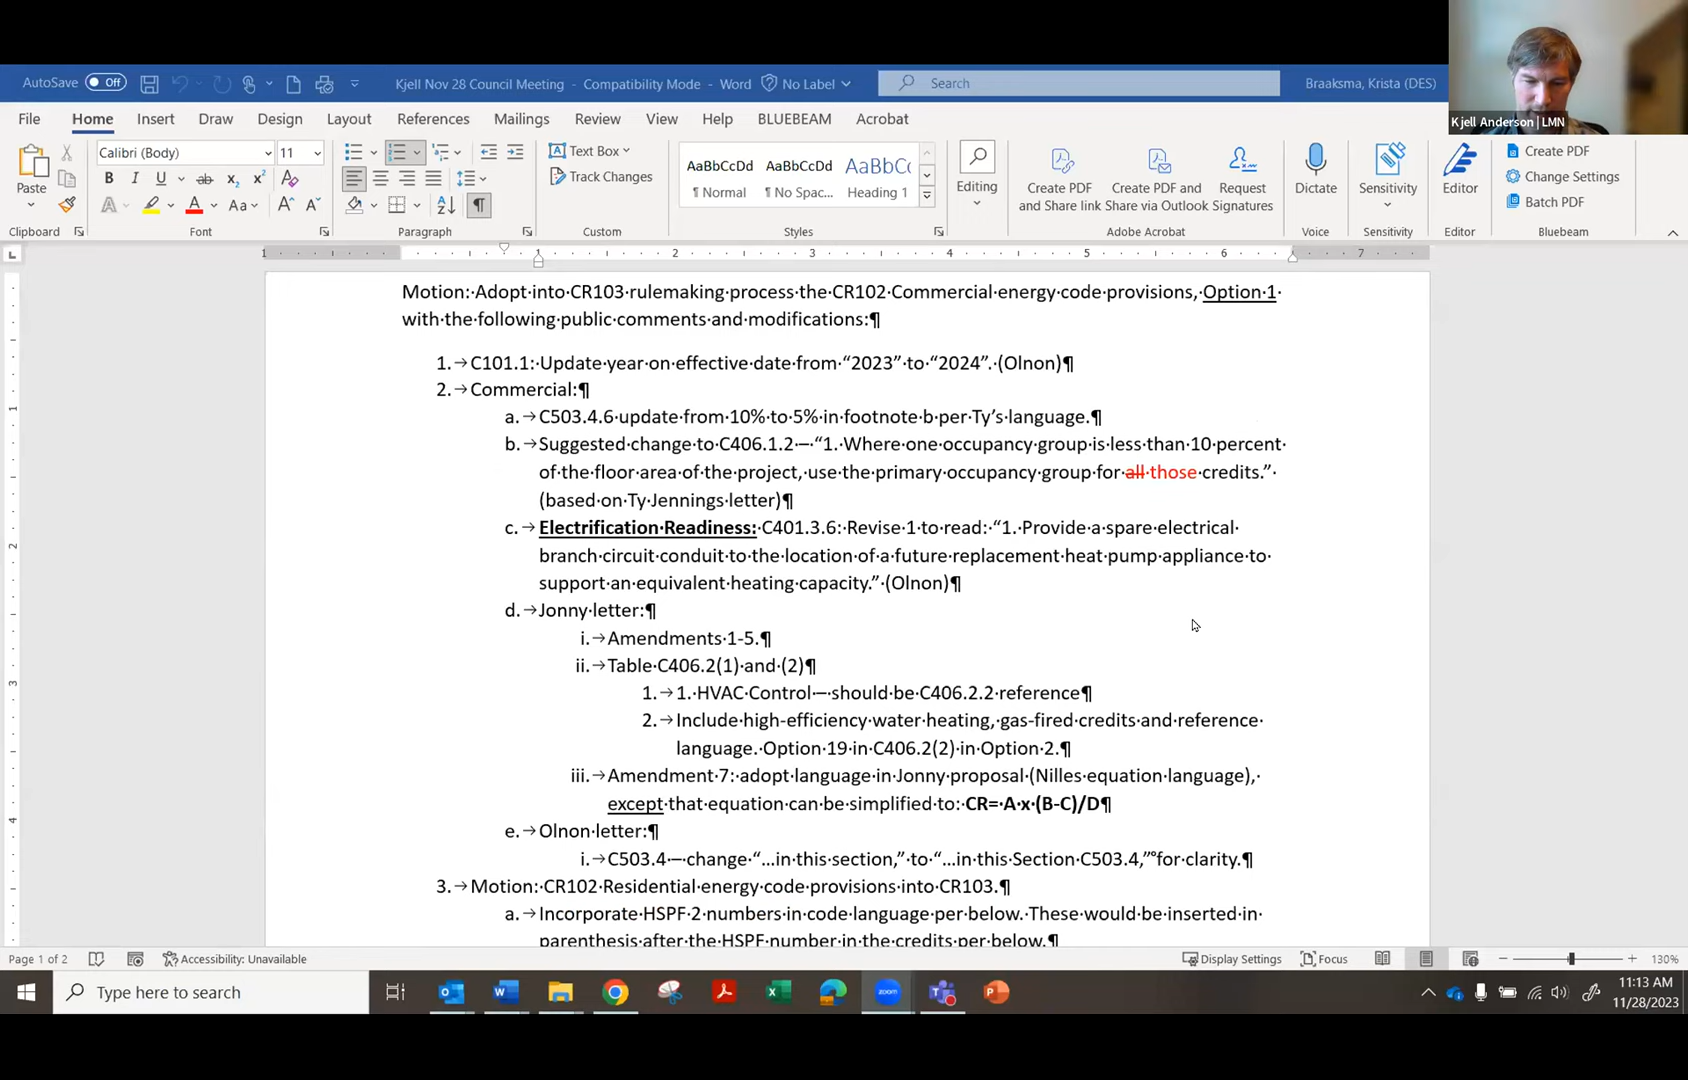 AutoSave Off Kjell Nov 28 Council Meeting - Compatibility Mode - Word No Label Search Braaksma, Krista (DES)
Kjell Anderson | LMN
File Home Insert Draw Design Layout References Mailings Review View Help BLUEBEAM Acrobat
Calibri (Body) 11 Text Box AaBbCcDd AaBbCcDd AaBbC( Create PDF
Paste Track Changes ¶ Normal ¶ No Spac... Heading 1 Editing Create PDF and Share link Create PDF and Share via Outlook Request Signatures Dictate Sensitivity Editor Change Settings
Batch PDF
Clipboard Font Paragraph Custom Styles Adobe Acrobat Voice Sensitivity Editor Bluebeam
1 1 2 3 4 5 6 7
Motion: Adopt into CR103 rulemaking process the CR102 Commercial energy code provisions, Option 1
with the following public comments and modifications:¶
1. C101.1: Update year on effective date from “2023” to “2024”. (Olnon)¶
2. Commercial:¶
a. C503.4.6 update from 10% to 5% in footnote b per Ty’s language.¶
b. Suggested change to C406.1.2 – “1. Where one occupancy group is less than 10 percent
of the floor area of the project, use the primary occupancy group for all those credits.”
(based on Ty Jennings letter)¶
c. Electrification Readiness: C401.3.6: Revise 1 to read: “1. Provide a spare electrical
branch circuit conduit to the location of a future replacement heat pump appliance to
support an equivalent heating capacity.” (Olnon)¶
d. Jonny letter:¶
i. Amendments 1-5.¶
ii. Table C406.2(1) and (2)¶
1. 1. HVAC Control – should be C406.2.2 reference¶
2. Include high-efficiency water heating, gas-fired credits and reference
language. Option 19 in C406.2(2) in Option 2.¶
iii. Amendment 7: adopt language in Jonny proposal (Nilles equation language),
except that equation can be simplified to: CR= A x (B-C)/D¶
e. Olnon letter:¶
i. C503.4 – change “…in this section,” to “…in this Section C503.4,” for clarity.¶
3. Motion: CR102 Residential energy code provisions into CR103.¶
a. Incorporate HSPF 2 numbers in code language per below. These would be inserted in
parenthesis after the HSPF number in the credits per below.¶
1
2
3
4
Page 1 of 2 Accessibility: Unavailable Display Settings Focus 130%
Type here to search 11:13 AM
11/28/2023